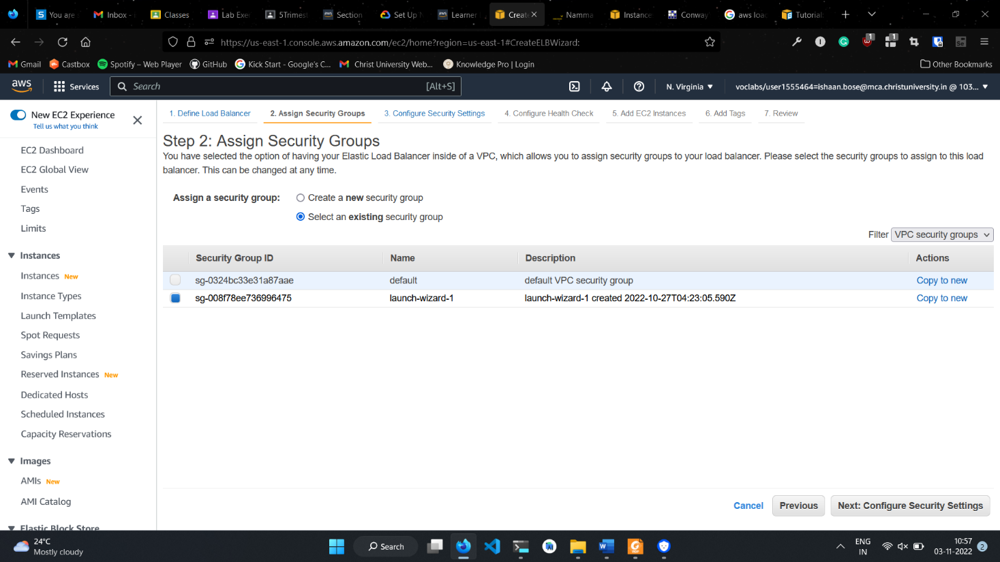 You are
Inbox -
Classes
Lab Exer
5Trimest
Section
Set Up
Learner
Create
Namma
Instance
Conway
aws loa
Tutorials
https://us-east-1.console.aws.amazon.com/ec2/home?region=us-east-1#CreateELBWizard:
1
1
Gmail
Castbox
Spotify – Web Player
GitHub
Kick Start - Google's C...
Christ University Web...
Knowledge Pro | Login
Other Bookmarks
aws
Services
Search
[Alt+S]
N. Virginia
voclabs/user1555464=ishaan.bose@mca.christuniversity.in @ 103...
New EC2 Experience
Tell us what you think
EC2 Dashboard
EC2 Global View
Events
Tags
Limits
Instances
Instances New
Instance Types
Launch Templates
Spot Requests
Savings Plans
Reserved Instances New
Dedicated Hosts
Scheduled Instances
Capacity Reservations
Images
AMIs New
AMI Catalog
Elastic Block Store
1. Define Load Balancer
2. Assign Security Groups
3. Configure Security Settings
4. Configure Health Check
5. Add EC2 Instances
6. Add Tags
7. Review
Step 2: Assign Security Groups
You have selected the option of having your Elastic Load Balancer inside of a VPC, which allows you to assign security groups to your load balancer. Please select the security groups to assign to this load
balancer. This can be changed at any time.
Assign a security group:
Create a new security group
Select an existing security group
Filter VPC security groups
Security Group ID Name Description Actions
sg-0324bc33e31a87aae default default VPC security group Copy to new
sg-008f78ee736996475 launch-wizard-1 launch-wizard-1 created 2022-10-27T04:23:05.590Z Copy to new
Cancel
Previous
Next: Configure Security Settings
24°C
Mostly cloudy
Search
ENG
IN
10:57
03-11-2022
2